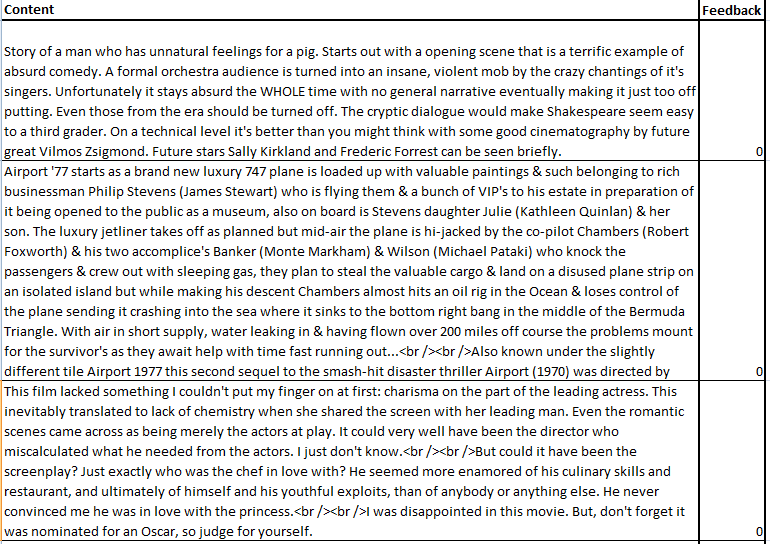 Content Feedback
Story of a man who has unnatural feelings for a pig. Starts out with a opening scene that is a terrific example of
absurd comedy. A formal orchestra audience is turned into an insane, violent mob by the crazy chantings of it's
singers. Unfortunately it stays absurd the WHOLE time with no general narrative eventually making it just too off
putting. Even those from the era should be turned off. The cryptic dialogue would make Shakespeare seem easy
to a third grader. On a technical level it's better than you might think with some good cinematography by future
great Vilmos Zsigmond. Future stars Sally Kirkland and Frederic Forrest can be seen briefly. 0
Airport '77 starts as a brand new luxury 747 plane is loaded up with valuable paintings & such belonging to rich
businessman Philip Stevens (James Stewart) who is flying them & a bunch of VIP's to his estate in preparation of
it being opened to the public as a museum, also on board is Stevens daughter Julie (Kathleen Quinlan) & her
son. The luxury jetliner takes off as planned but mid-air the plane is hi-jacked by the co-pilot Chambers (Robert
Foxworth) & his two accomplice's Banker (Monte Markham) & Wilson (Michael Pataki) who knock the
passengers & crew out with sleeping gas, they plan to steal the valuable cargo & land on a disused plane strip on
an isolated island but while making his descent Chambers almost hits an oil rig in the Ocean & loses control of
the plane sending it crashing into the sea where it sinks to the bottom right bang in the middle of the Bermuda
Triangle. With air in short supply, water leaking in & having flown over 200 miles off course the problems mount
for the survivor's as they await help with time fast running out...<br /><br />Also known under the slightly
different tile Airport 1977 this second sequel to the smash-hit disaster thriller Airport (1970) was directed by 0
This film lacked something I couldn't put my finger on at first: charisma on the part of the leading actress. This
inevitably translated to lack of chemistry when she shared the screen with her leading man. Even the romantic
scenes came across as being merely the actors at play. It could very well have been the director who
miscalculated what he needed from the actors. I just don't know.<br /><br />But could it have been the
screenplay? Just exactly who was the chef in love with? He seemed more enamored of his culinary skills and
restaurant, and ultimately of himself and his youthful exploits, than of anybody or anything else. He never
convinced me he was in love with the princess.<br /><br />I was disappointed in this movie. But, don't forget it
was nominated for an Oscar, so judge for yourself. 0